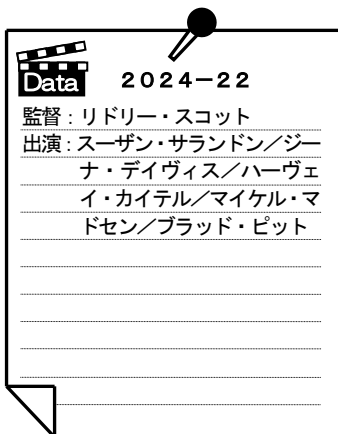 Data
２０２４－２２
監督：リドリー・スコット
出演：スーザン・サランドン／ジー
ナ・デイヴィス／ハーヴェ
イ・カイテル／マイケル・マ
ドセン／ブラッド・ピット